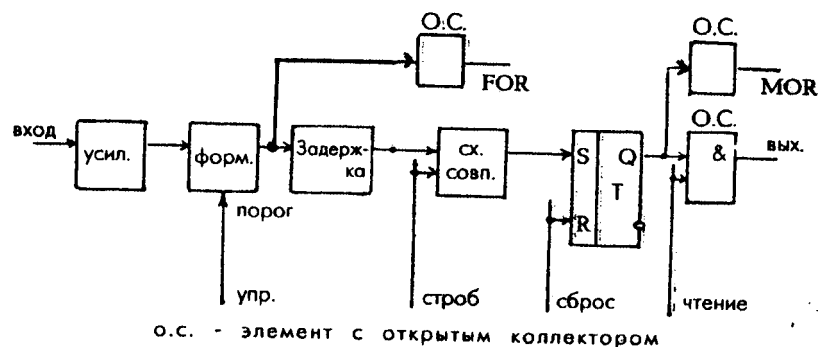 О.С.
FOR
О.С.
MOR
вход
усил.
форм.
Задерж-
ка
сх.
совп.
S
Q
T
R
О.С.
&
вых.
порог
упр.
строб
сброс
чтение
о.с. - элемент с открытым коллектором